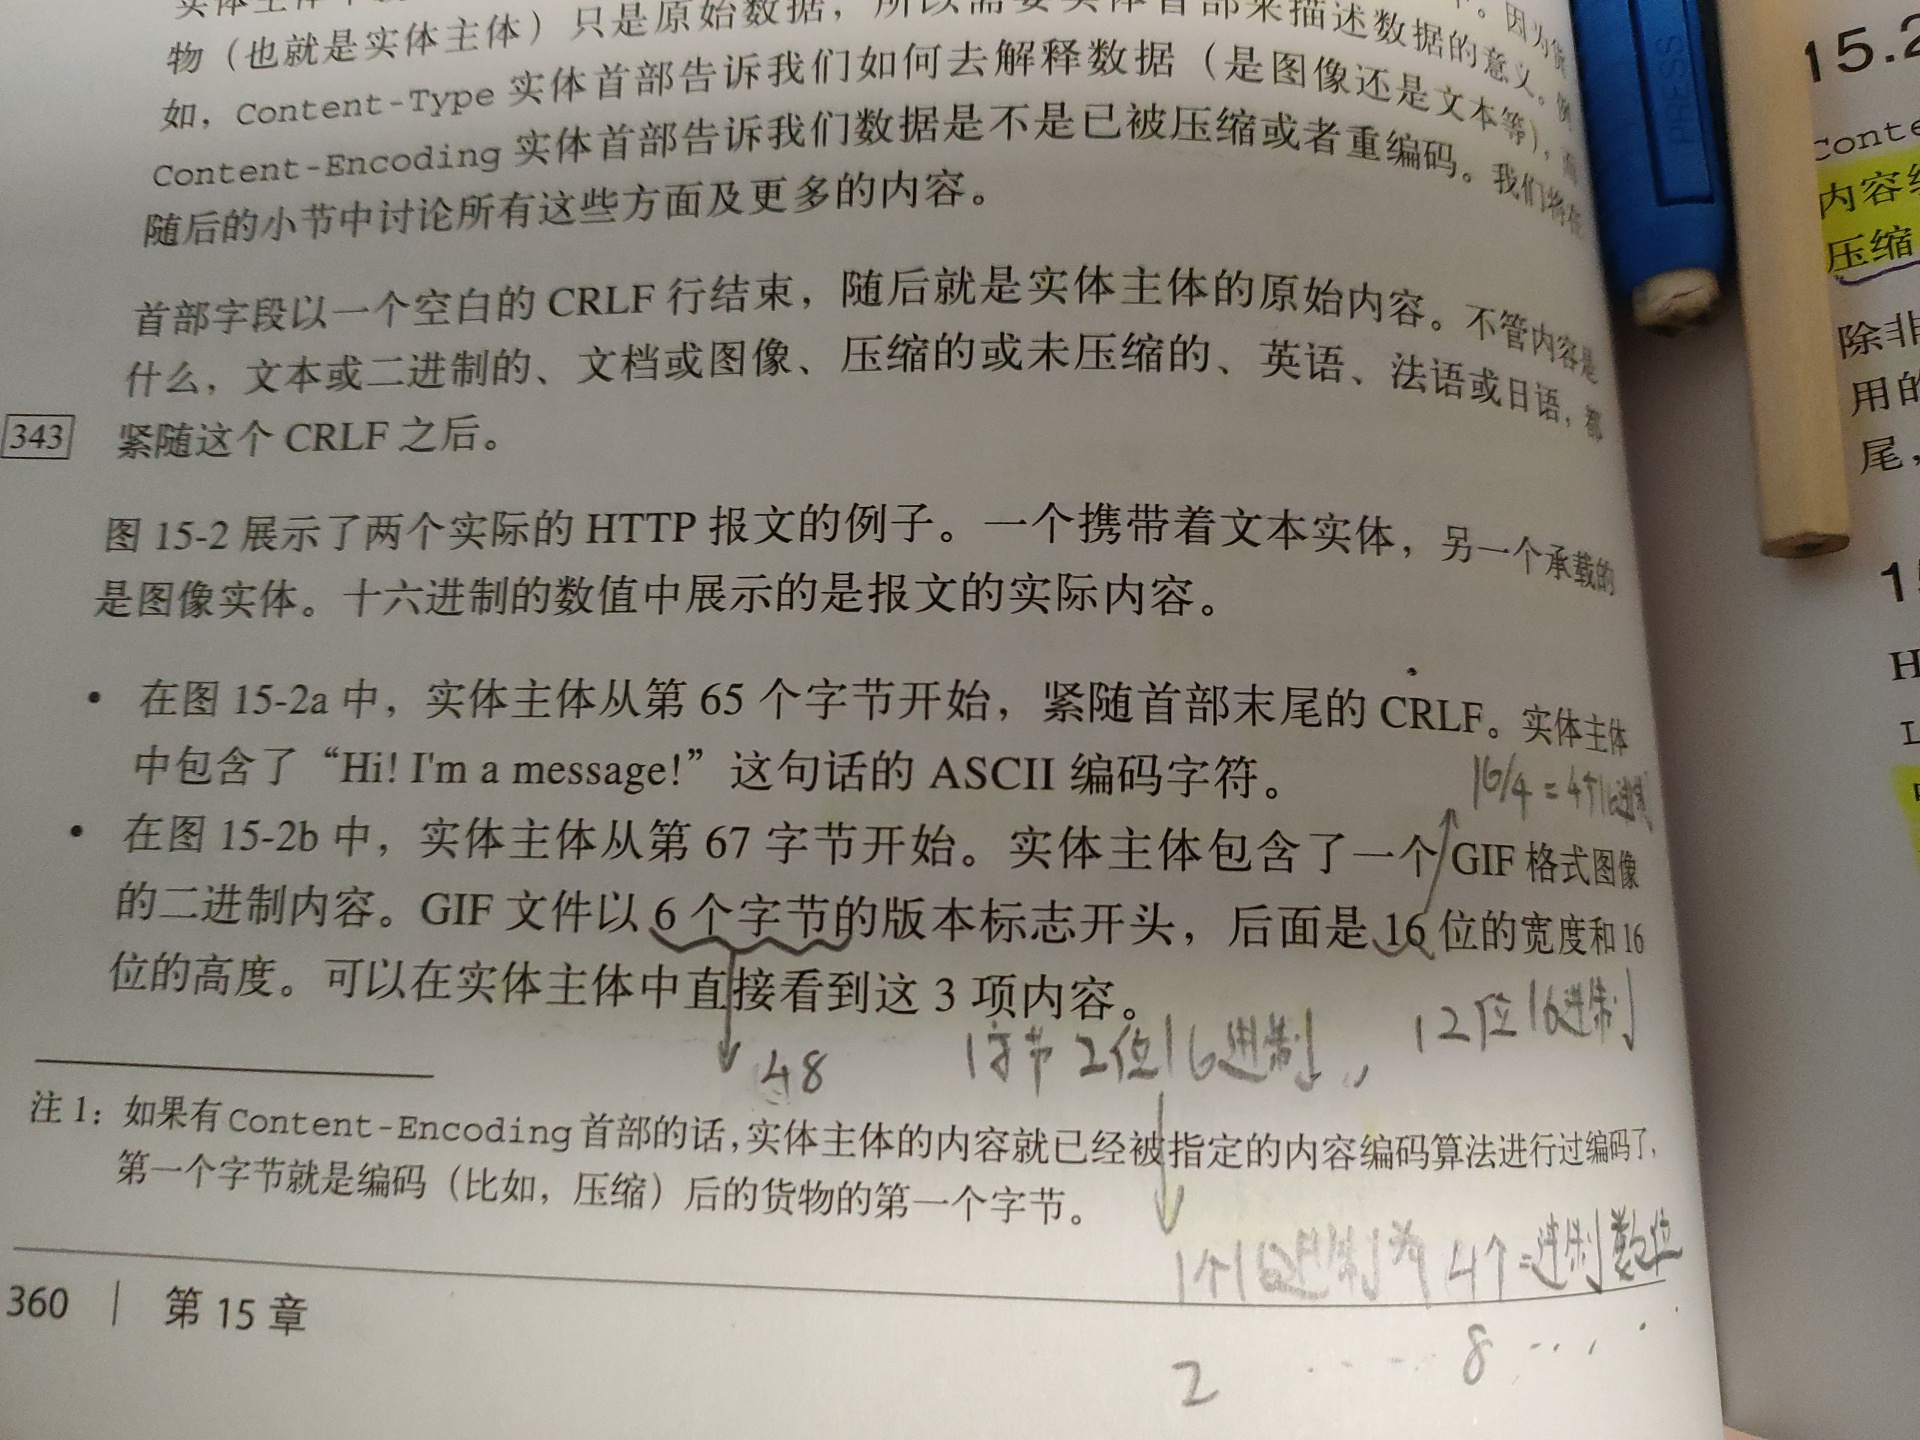 物（也就是实体主体）只是原始数据，所以需要实体首部来描述数据的意义。例
如，Content-Type 实体首部告诉我们如何去解释数据（是图像还是文本等），而
Content-Encoding 实体首部告诉我们数据是不是已被压缩或者重编码。我们将在
随后的小节中讨论所有这些方面及更多的内容。
首部字段以一个空白的 CRLF 行结束，随后就是实体主体的原始内容。不管内容是
什么，文本或二进制的、文档或图像、压缩的或未压缩的、英语、法语或日语，都
343 紧随这个 CRLF 之后。
图 15-2 展示了两个实际的 HTTP 报文的例子。一个携带着文本实体，另一个承载的
是图像实体。十六进制的数值中展示的是报文的实际内容。
• 在图 15-2a 中，实体主体从第 65 个字节开始，紧随首部末尾的 CRLF。实体主体
中包含了 “Hi! I'm a message!” 这句话的 ASCII 编码字符。
16/4 = 4个16进制
• 在图 15-2b 中，实体主体从第 67 字节开始。实体主体包含了一个 GIF 格式图像
的二进制内容。GIF 文件以 6 个字节的版本标志开头，后面是 16 位的宽度和 16
位的高度。可以在实体主体中直接看到这 3 项内容。
48 1字节 2位16进制 12位16进制
注 1： 如果有 Content-Encoding 首部的话，实体主体的内容就已经被指定的内容编码算法进行过编码了，
第一个字节就是编码（比如，压缩）后的货物的第一个字节。
1个16进制为4个二进制数值
360 | 第 15 章
2 8
PRESS
15.2
Conte
内容
压缩
除非
用的
尾，
1
H